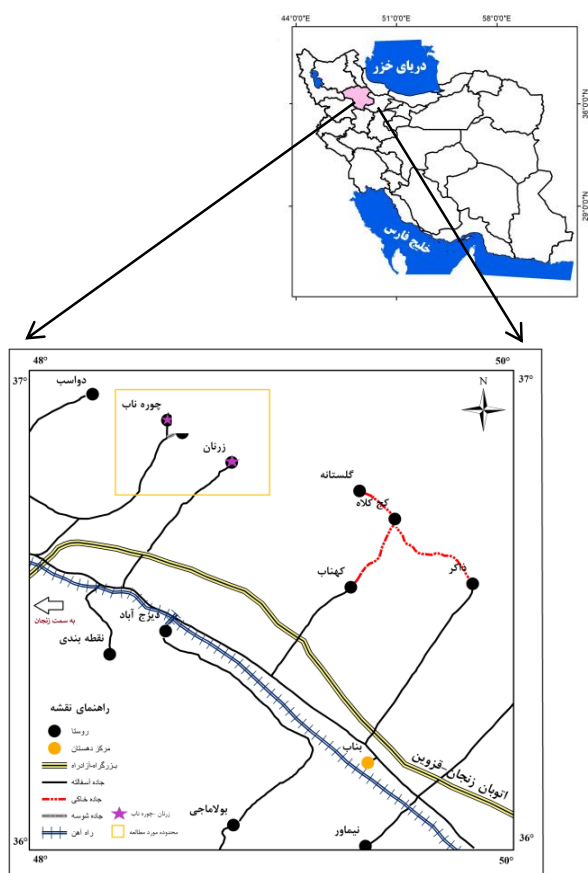 44°0'0"E 51°0'0"N 58°0'0"N
دریای خزر
36°0'0"N
29°0'0"N
خلیج فارس
48° 50°
37° 37°
دواسب
چوره ناب
N
زرنان
گلستانه
کج کلاه
کهناب
ذاکر
به سمت زنجان
دیزج آباد
نقطه بندی
راهنمای نقشه
روستا
مرکز دهستان
بزرگراه-آزادراه
جاده آسفالته
جاده خاکی
جاده شوسه
راه آهن
زرنان -چوره ناب
محدوده مورد مطالعه
بناب
اتوبان زنجان-قزوین
بولاماجی
نیماور
36° 36°
48° 50°